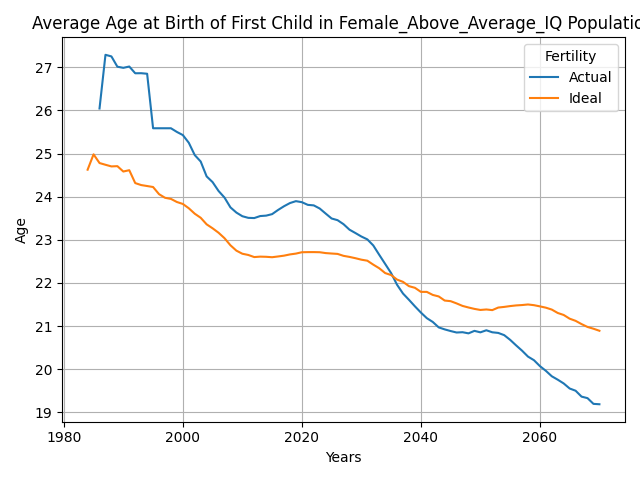 Average Age at Birth of First Child in Female_Above_Average_IQ Populatio
Fertility
Actual
Ideal
27
26
25
24
23
22
21
20
19
Age
1980
2000
2020
2040
2060
Years